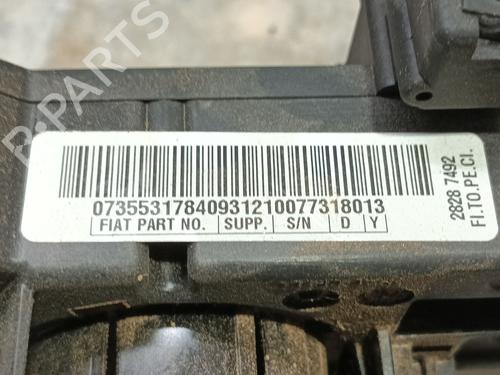 07355317840931210077318013
FIAT PART NO. SUPP. S/N D Y
2828 7492
FI.TO.PE.CI.
B-PARTS